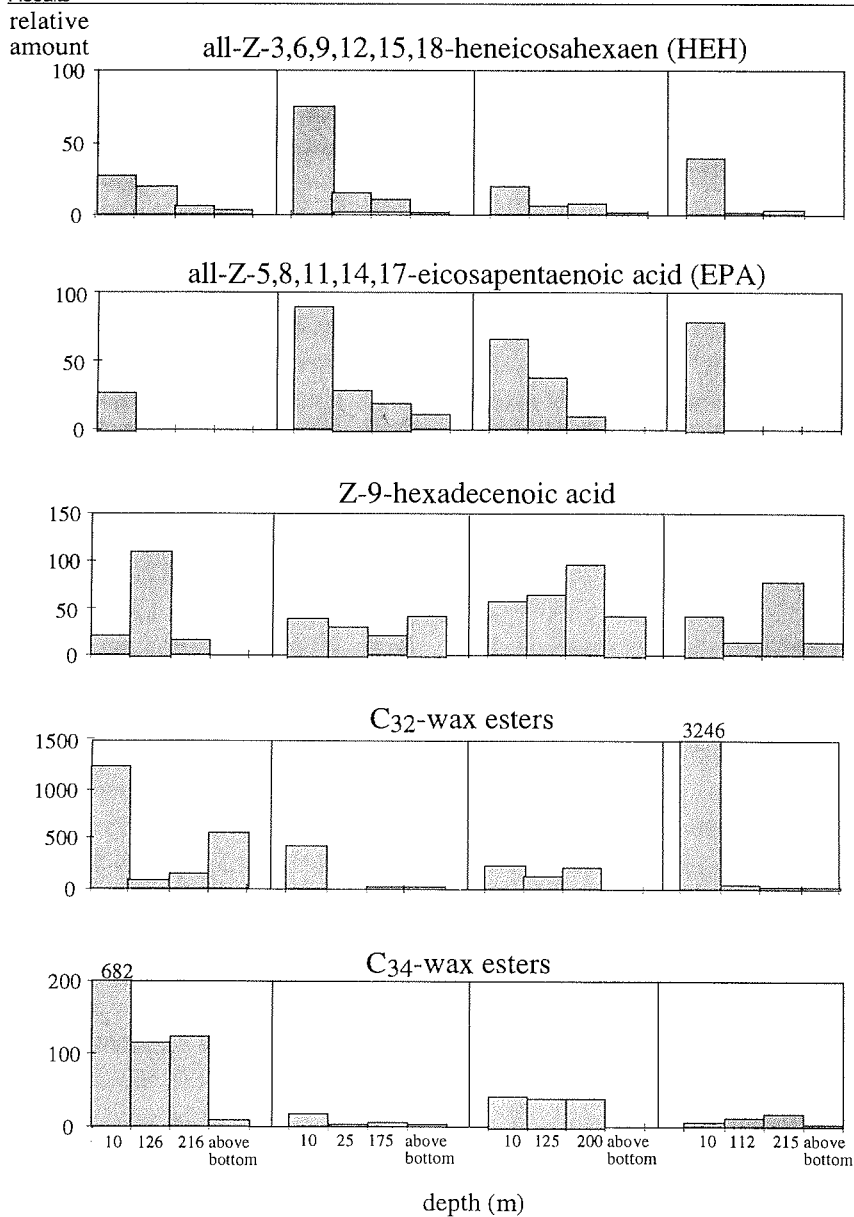 relative
amount
all-Z-3,6,9,12,15,18-heneicosahexaen (HEH)
100
50
0
all-Z-5,8,11,14,17-eicosapentaenoic acid (EPA)
100
50
0
Z-9-hexadecenoic acid
150
100
50
0
C32-wax esters
3246
1500
1000
500
0
C34-wax esters
682
200
100
0
10 126 216 above bottom 10 25 175 above bottom 10 125 200 above bottom 10 112 215 above bottom
depth (m)